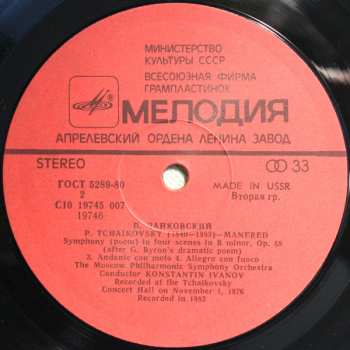 МИНИСТЕРСТВО
КУЛЬТУРЫ СССР
ВСЕСОЮЗНАЯ ФИРМА
ГРАМПЛАСТИНОК
МЕЛОДИЯ
АПРЕЛЕВСКИЙ ОРДЕНА ЛЕНИНА ЗАВОД
STEREO
33
ГОСТ 5289-80
MADE IN USSR
2
Вторая гр.
С10 19745 007
19746
П. ЧАЙКОВСКИЙ
P. TCHAIKOVSKY (1840-1893)-MANFRED
Symphony (poem) in four scenes in B minor, Op. 58
(after G. Byron's dramatic poem)
3. Andante con moto 4. Allegro con fuoco
The Moscow Philharmonic Symphony Orchestra
Conductor KONSTANTIN IVANOV
Recorded at the Tchaikovsky
Concert Hall on November 1, 1976
Recorded in 1983